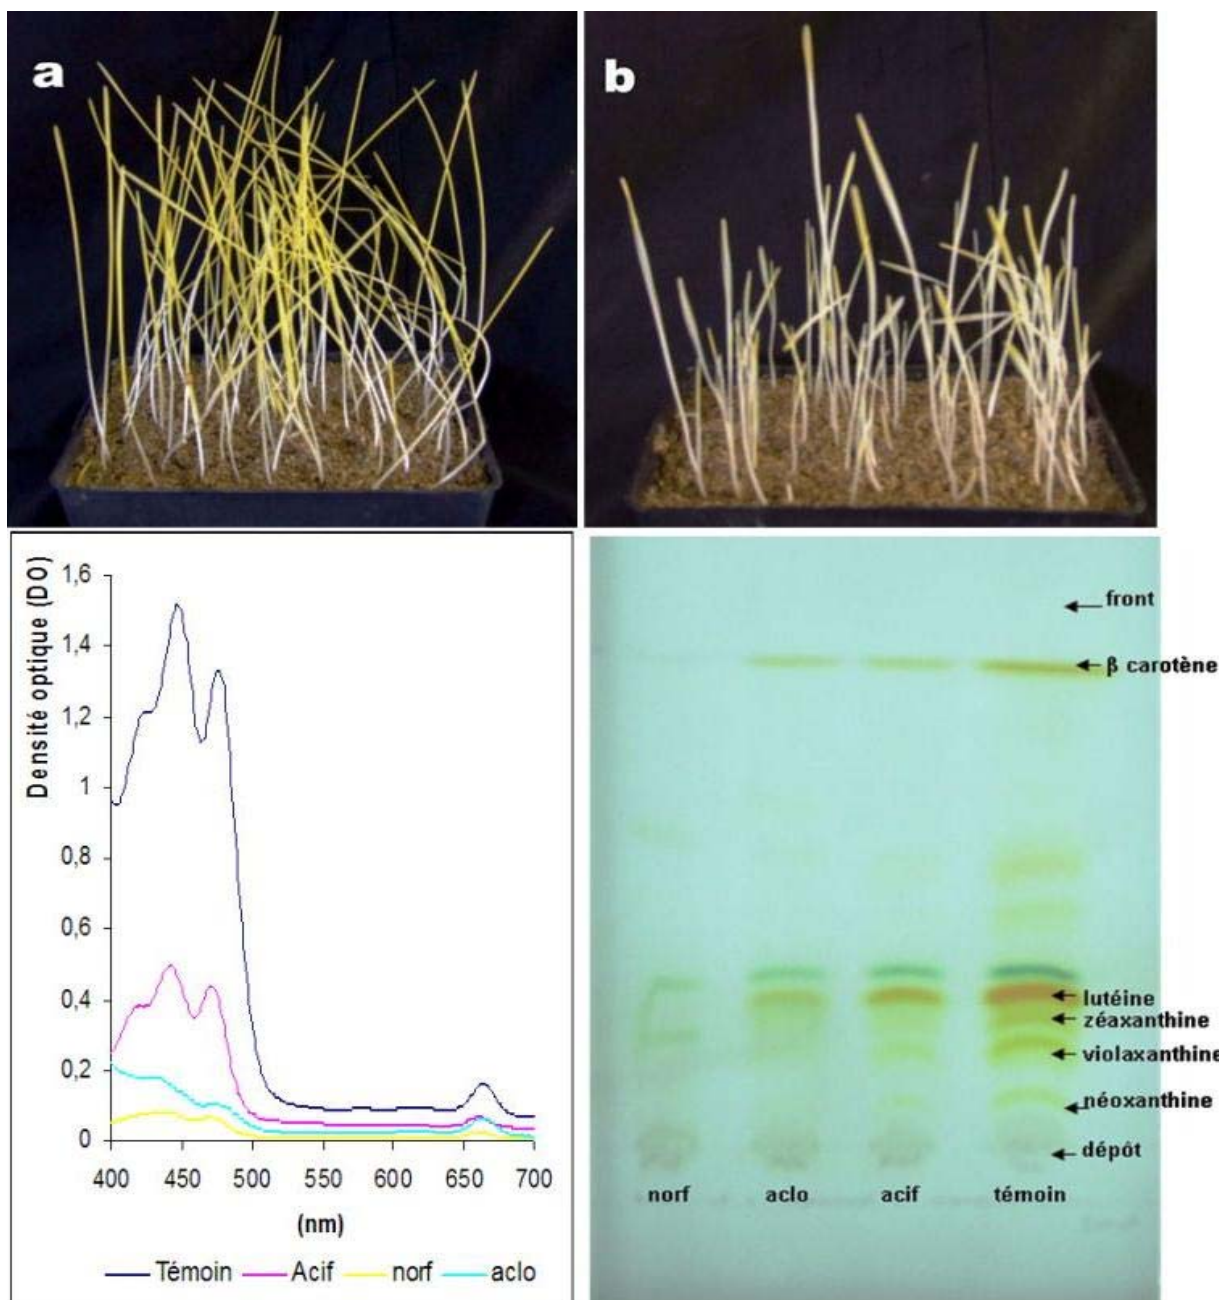 a
b
Densité optique (DO)
1,6
1,4
1,2
1
0,8
0,6
0,4
0,2
0
400 450 500 550 600 650 700
(nm)
Témoin Acif norf aclo
front
β carotène
lutéine
zéaxanthine
violaxanthine
néoxanthine
dépôt
norf aclo acif témoin